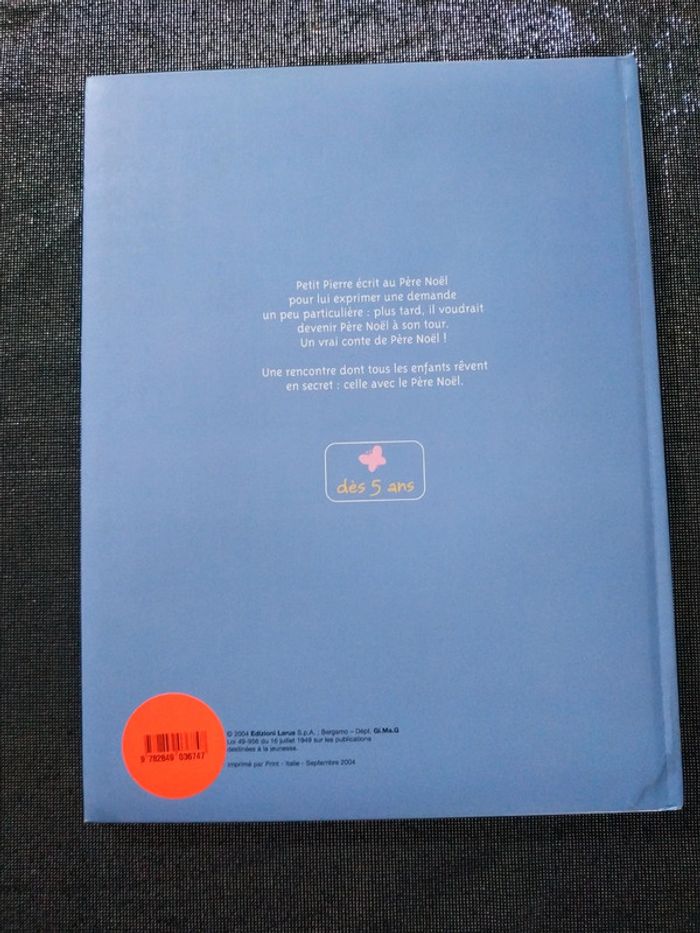 Petit Pierre écrit au Père Noël
pour lui exprimer une demande
un peu particulière : plus tard, il voudrait
devenir Père Noël à son tour.
Un vrai conte de Père Noël !
Une rencontre dont tous les enfants rêvent
en secret : celle avec le Père Noël.
dès 5 ans
© 2004 Edizioni Larus S.p.A. ; Bergamo – Dépt. Gi.Ma.G
Loi 49-956 du 16 juillet 1949 sur les publications
destinées à la jeunesse.
Imprimé par Print - Italie - Septembre 2004
9 782849 036747